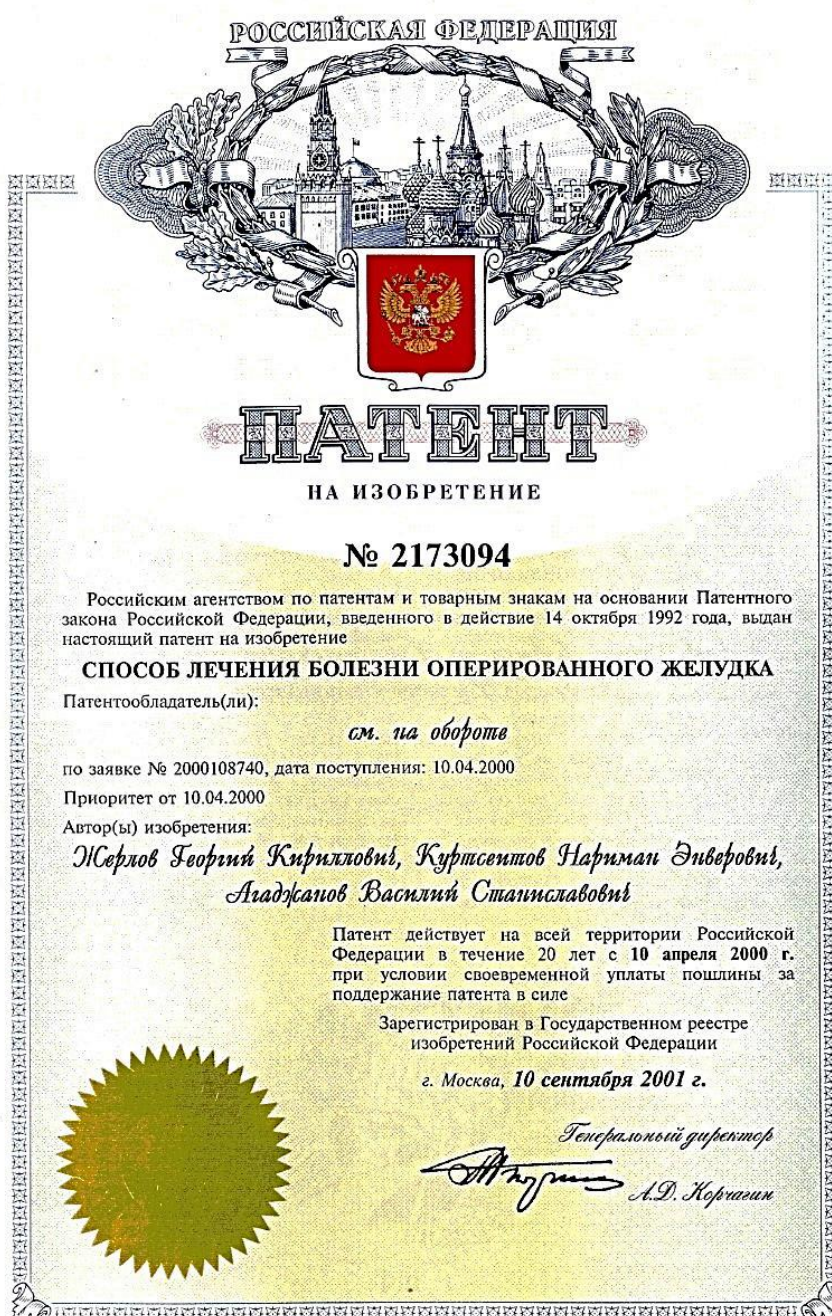 РОССИЙСКАЯ ФЕДЕРАЦИЯ
ПАТЕНТ
НА ИЗОБРЕТЕНИЕ
№ 2173094
Российским агентством по патентам и товарным знакам на основании Патентного
закона Российской Федерации, введенного в действие 14 октября 1992 года, выдан
настоящий патент на изобретение
СПОСОБ ЛЕЧЕНИЯ БОЛЕЗНИ ОПЕРИРОВАННОГО ЖЕЛУДКА
Патентообладатель(ли):
см. на обороте
по заявке № 2000108740, дата поступления: 10.04.2000
Приоритет от 10.04.2000
Автор(ы) изобретения:
Жерлов Георгий Кириллович, Куртсеитов Нариман Энверович,
Агаджанов Василий Станиславович
Патент действует на всей территории Российской
Федерации в течение 20 лет с 10 апреля 2000 г.
при условии своевременной уплаты пошлины за
поддержание патента в силе
Зарегистрирован в Государственном реестре
изобретений Российской Федерации
г. Москва, 10 сентября 2001 г.
Генеральный директор
А.Д. Корчагин